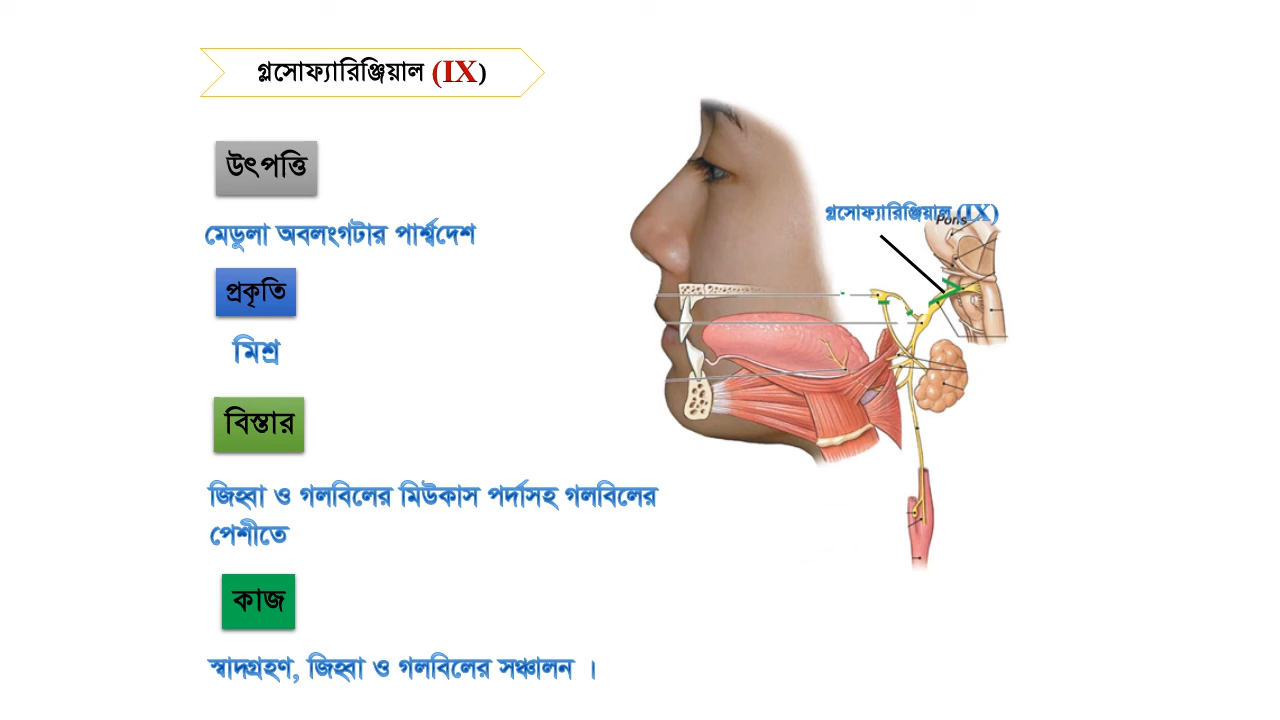 গ্লসোফ্যারিঞ্জিয়াল (IX)
উৎপত্তি
মেডুলা অবলংগটার পার্শ্বদেশ
প্রকৃতি
মিশ্র
বিস্তার
জিহ্বা ও গলবিলের মিউকাস পর্দাসহ গলবিলের
পেশীতে
কাজ
স্বাদগ্রহণ, জিহ্বা ও গলবিলের সঞ্চালন ।
গ্লসোফ্যারিঞ্জিয়াল (IX)
Pons